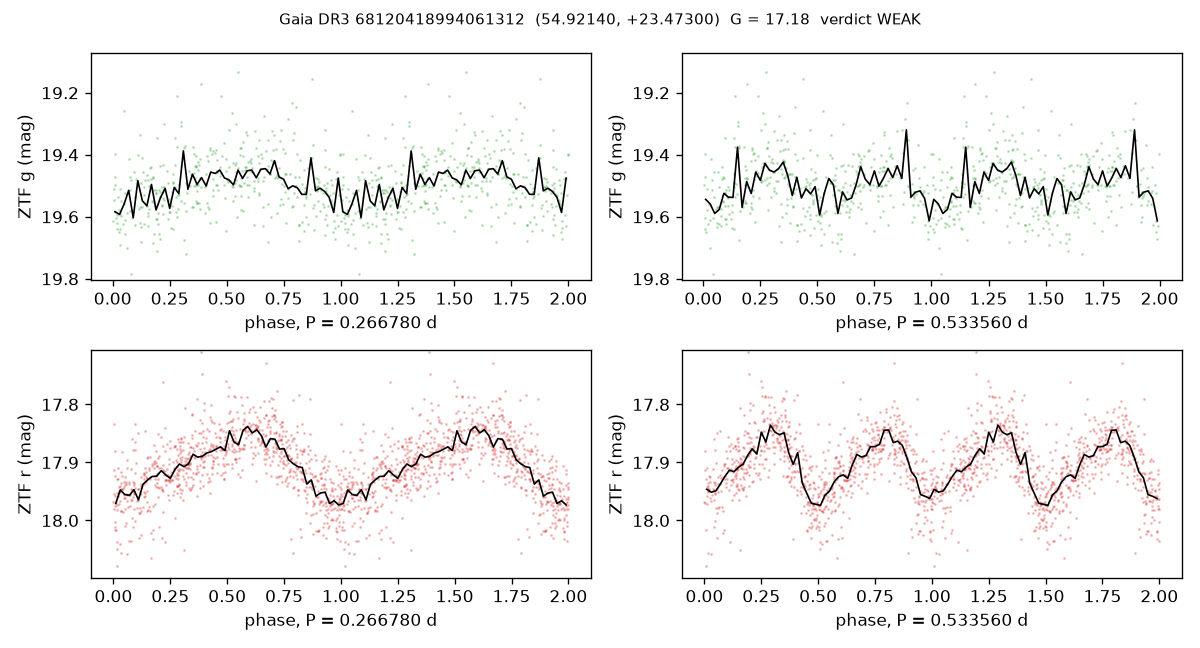 Gaia DR3 68120418994061312 (54.92140, +23.47300) G = 17.18 verdict WEAK
ZTF g (mag)
19.2
19.4
19.6
19.8
0.00 0.25 0.50 0.75 1.00 1.25 1.50 1.75 2.00
phase, P = 0.266780 d
ZTF g (mag)
19.2
19.4
19.6
19.8
0.00 0.25 0.50 0.75 1.00 1.25 1.50 1.75 2.00
phase, P = 0.533560 d
ZTF r (mag)
17.8
17.9
18.0
0.00 0.25 0.50 0.75 1.00 1.25 1.50 1.75 2.00
phase, P = 0.266780 d
ZTF r (mag)
17.8
17.9
18.0
0.00 0.25 0.50 0.75 1.00 1.25 1.50 1.75 2.00
phase, P = 0.533560 d